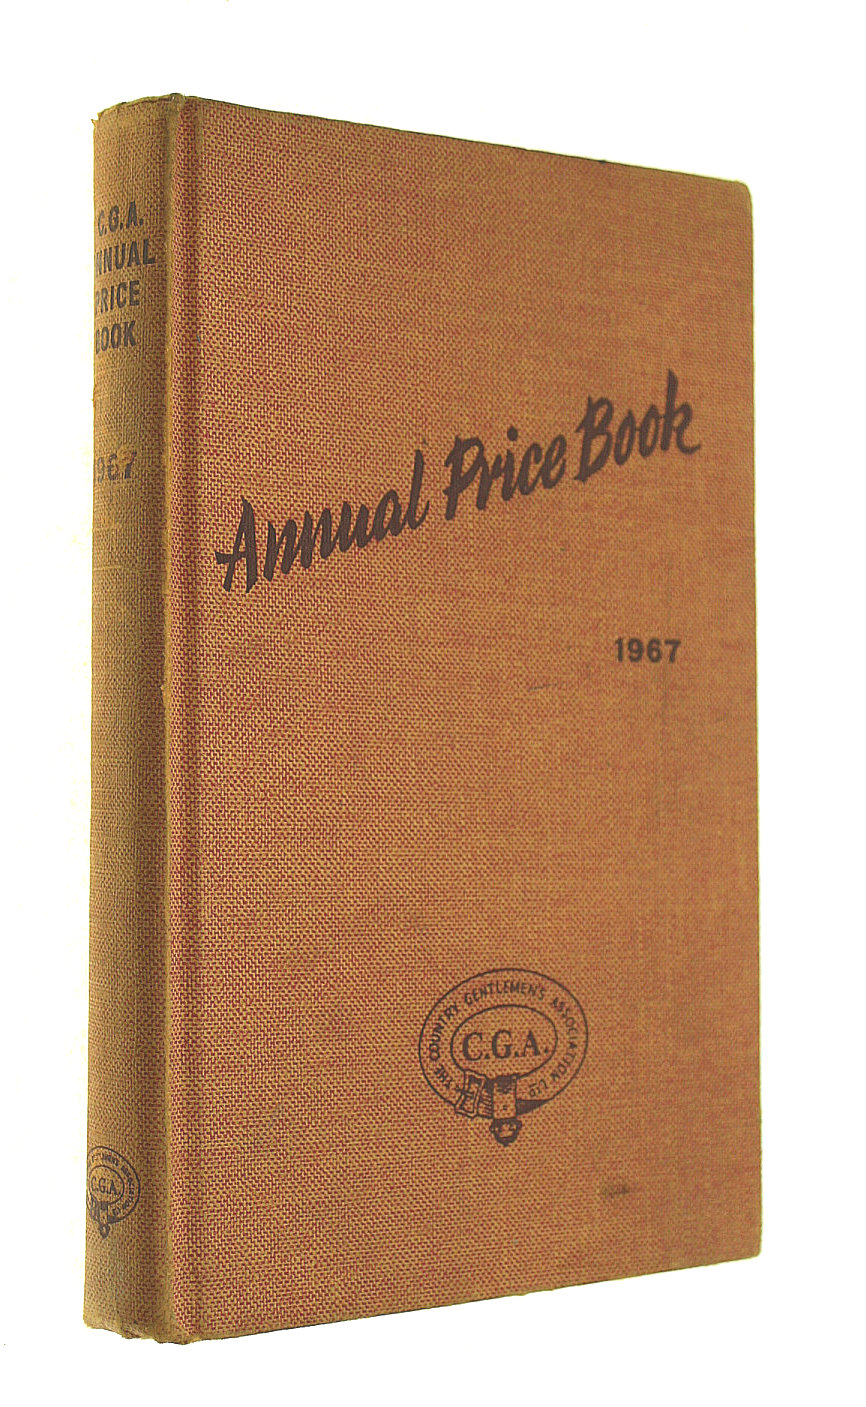 C.G.A.
ANNUAL
PRICE
BOOK
1967
C.G.A.
Annual Price Book
1967
THE COUNTRY GENTLEMEN'S ASSOCIATION LTD
C.G.A.